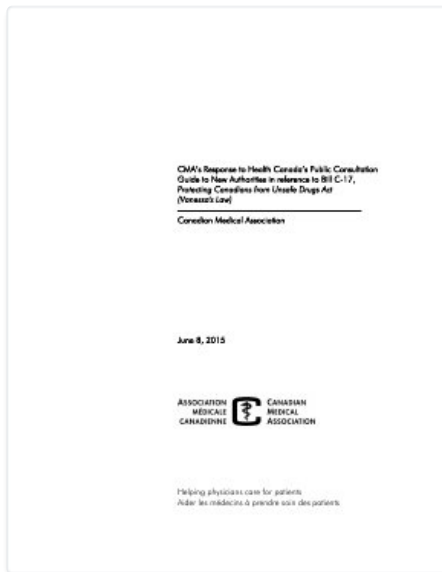 CMA's Response to Health Canada's Public Consultation
Guide to New Authorities in reference to Bill C-17,
Protecting Canadians from Unsafe Drugs Act
(Vanessa's Law)
Canadian Medical Association
June 8, 2015
ASSOCIATION
MÉDICALE
CANADIENNE
CANADIAN
MEDICAL
ASSOCIATION
Helping physicians care for patients
Aider les médecins à prendre soin des patients